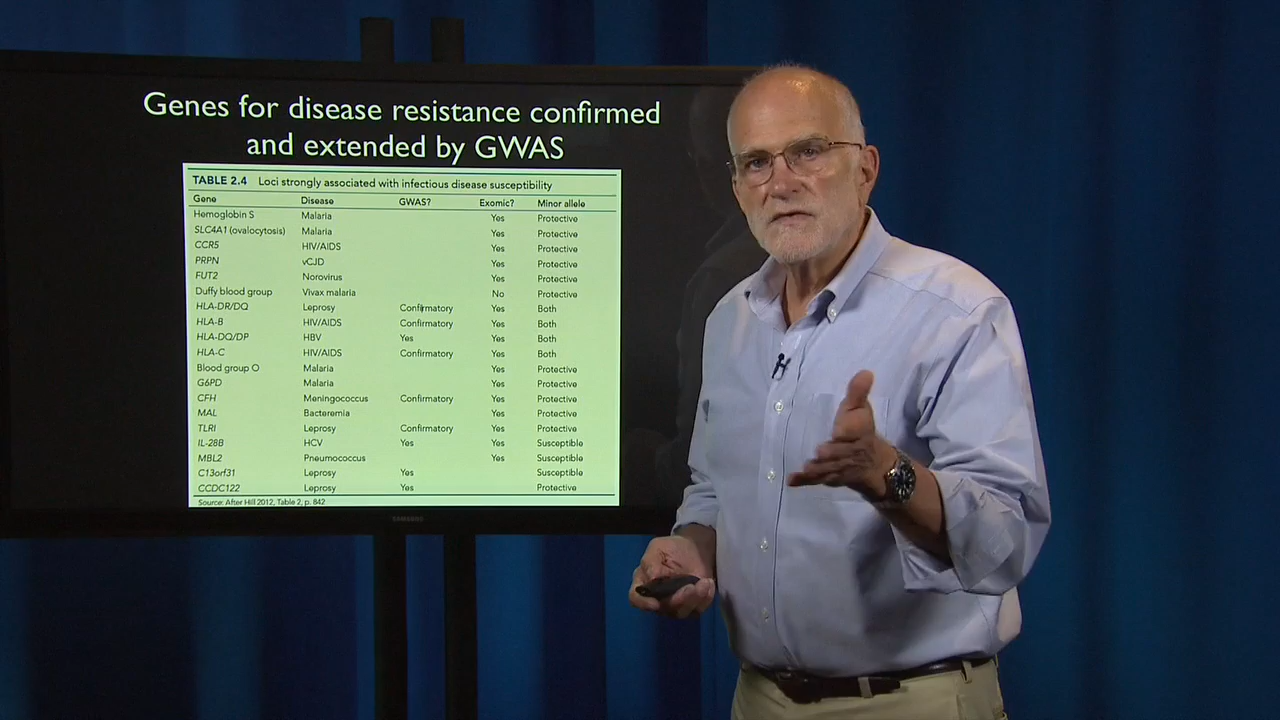 Genes for disease resistance confirmed
and extended by GWAS
TABLE 2.4 Loci strongly associated with infectious disease susceptibility
Gene Disease GWAS? Exomic? Minor allele
Hemoglobin S Malaria Yes Protective
SLC4A1 (ovalocytosis) Malaria Yes Protective
CCR5 HIV/AIDS Yes Protective
PRPN vCJD Yes Protective
FUT2 Norovirus Yes Protective
Duffy blood group Vivax malaria No Protective
HLA-DR/DQ Leprosy Confirmatory Yes Both
HLA-B HIV/AIDS Confirmatory Yes Both
HLA-DQ/DP HBV Yes Yes Both
HLA-C HIV/AIDS Confirmatory Yes Both
Blood group O Malaria Yes Protective
G6PD Malaria Yes Protective
CFH Meningococcus Confirmatory Yes Protective
MAL Bacteremia Yes Protective
TLRI Leprosy Confirmatory Yes Protective
IL-28B HCV Yes Yes Susceptible
MBL2 Pneumococcus Yes Susceptible
C13orf31 Leprosy Yes Susceptible
CCDC122 Leprosy Yes Protective
Source: After Hill 2012, Table 2, p. 842
SAMSUNG